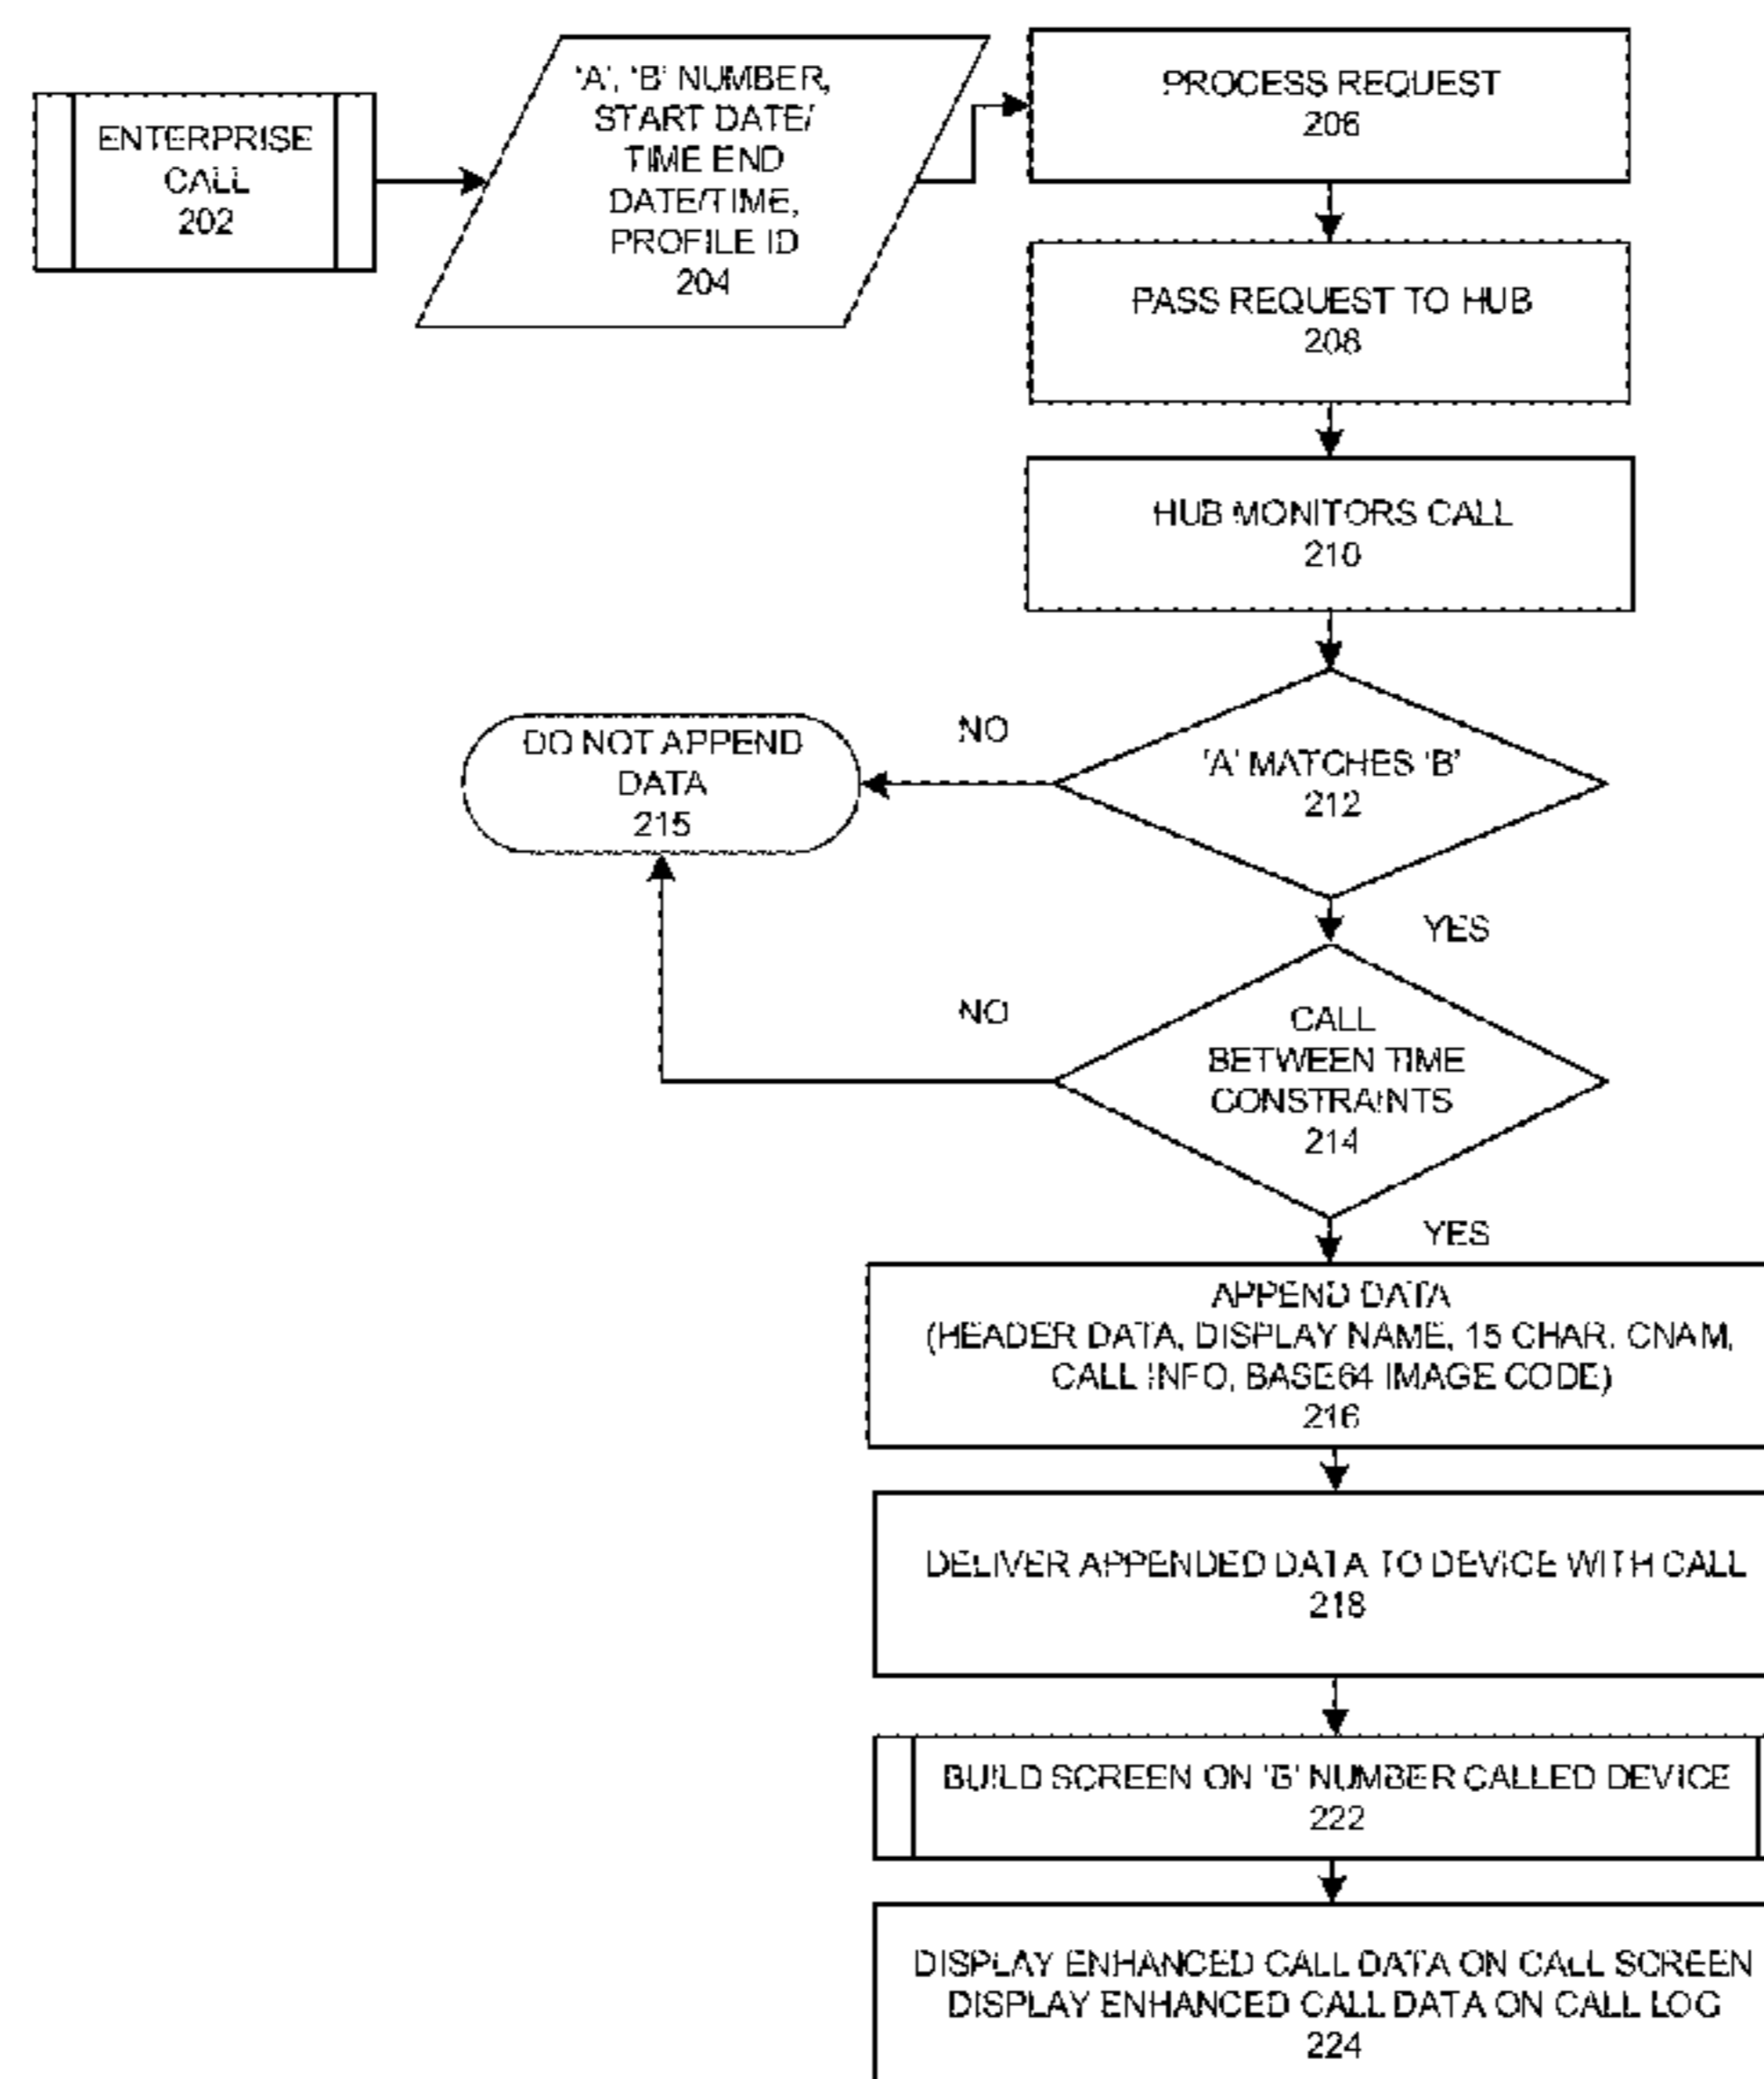 ENTERPRISE
CALL
202
'A', 'B' NUMBER,
START DATE/
TIME END
DATE/TIME,
PROFILE ID
204
PROCESS REQUEST
206
PASS REQUEST TO HUB
208
HUB MONITORS CALL
210
'A' MATCHES 'B'
212
NO
DO NOT APPEND
DATA
215
YES
CALL
BETWEEN TIME
CONSTRAINTS
214
NO
YES
APPEND DATA
(HEADER DATA, DISPLAY NAME, 15 CHAR. CNAM,
CALL INFO, BASE64 IMAGE CODE)
216
DELIVER APPENDED DATA TO DEVICE WITH CALL
218
BUILD SCREEN ON 'B' NUMBER CALLED DEVICE
222
DISPLAY ENHANCED CALL DATA ON CALL SCREEN
DISPLAY ENHANCED CALL DATA ON CALL LOG
224